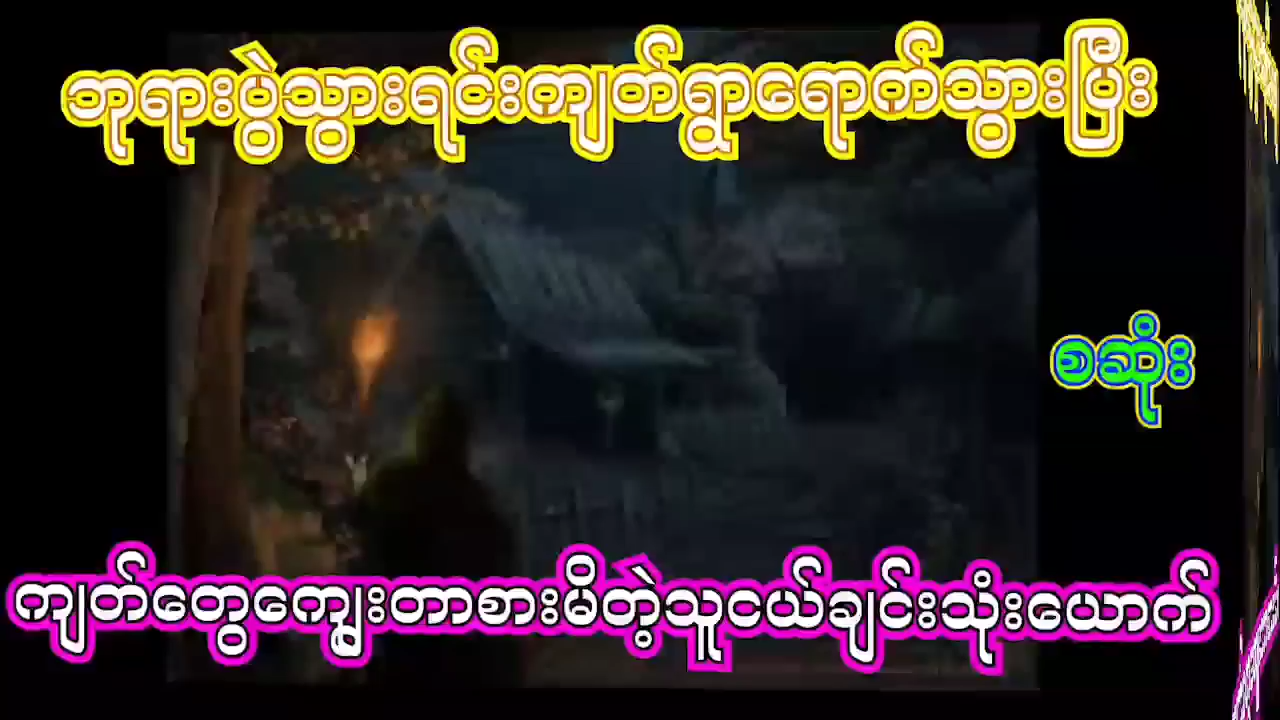 ဘုရားပွဲသွားရင်းကျတ်ရွာရောက်သွားပြီး
စဆုံး
ကျတ်တွေကျွေးတာစားမိတဲ့သူငယ်ချင်းသုံးယောက်